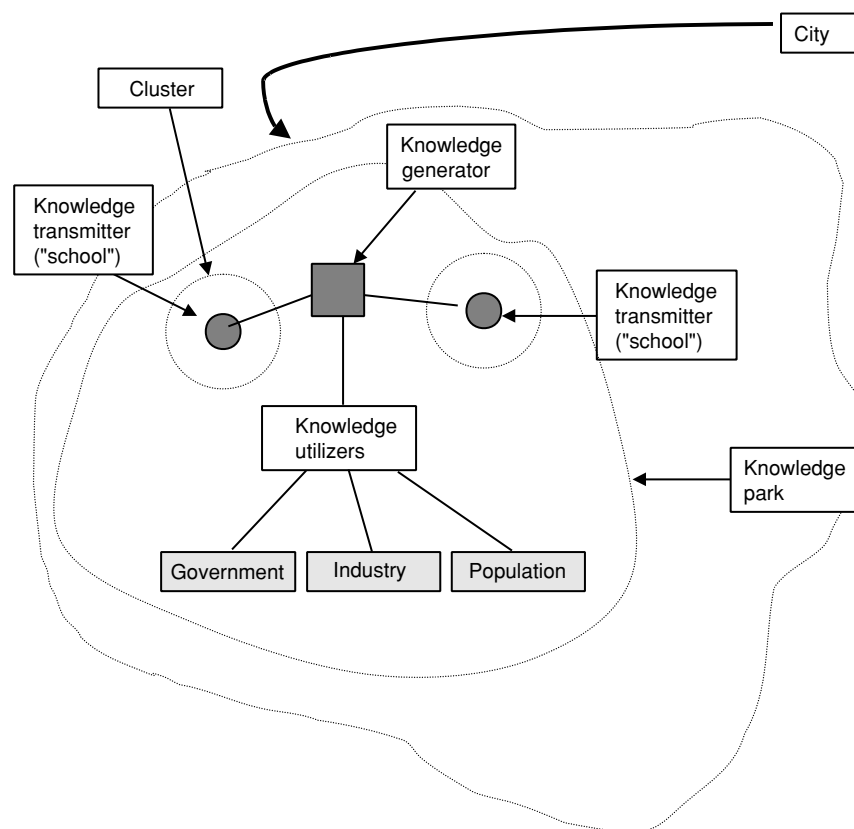 City
Cluster
Knowledge
generator
Knowledge
transmitter
("school")
Knowledge
transmitter
("school")
Knowledge
utilizers
Knowledge
park
Government
Industry
Population